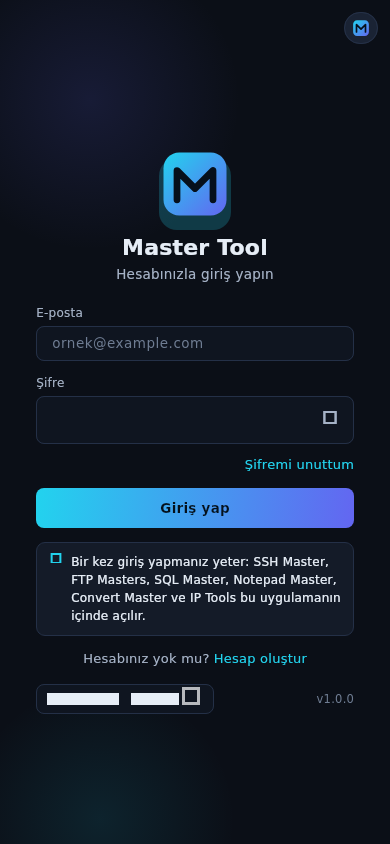 Master Tool
Hesabınızla giriş yapın
E-posta
ornek@example.com
Şifre
Şifremi unuttum
Giriş yap
Bir kez giriş yapmanız yeter: SSH Master,
FTP Masters, SQL Master, Notepad Master,
Convert Master ve IP Tools bu uygulamanın
içinde açılır.
Hesabınız yok mu? Hesap oluştur
v1.0.0